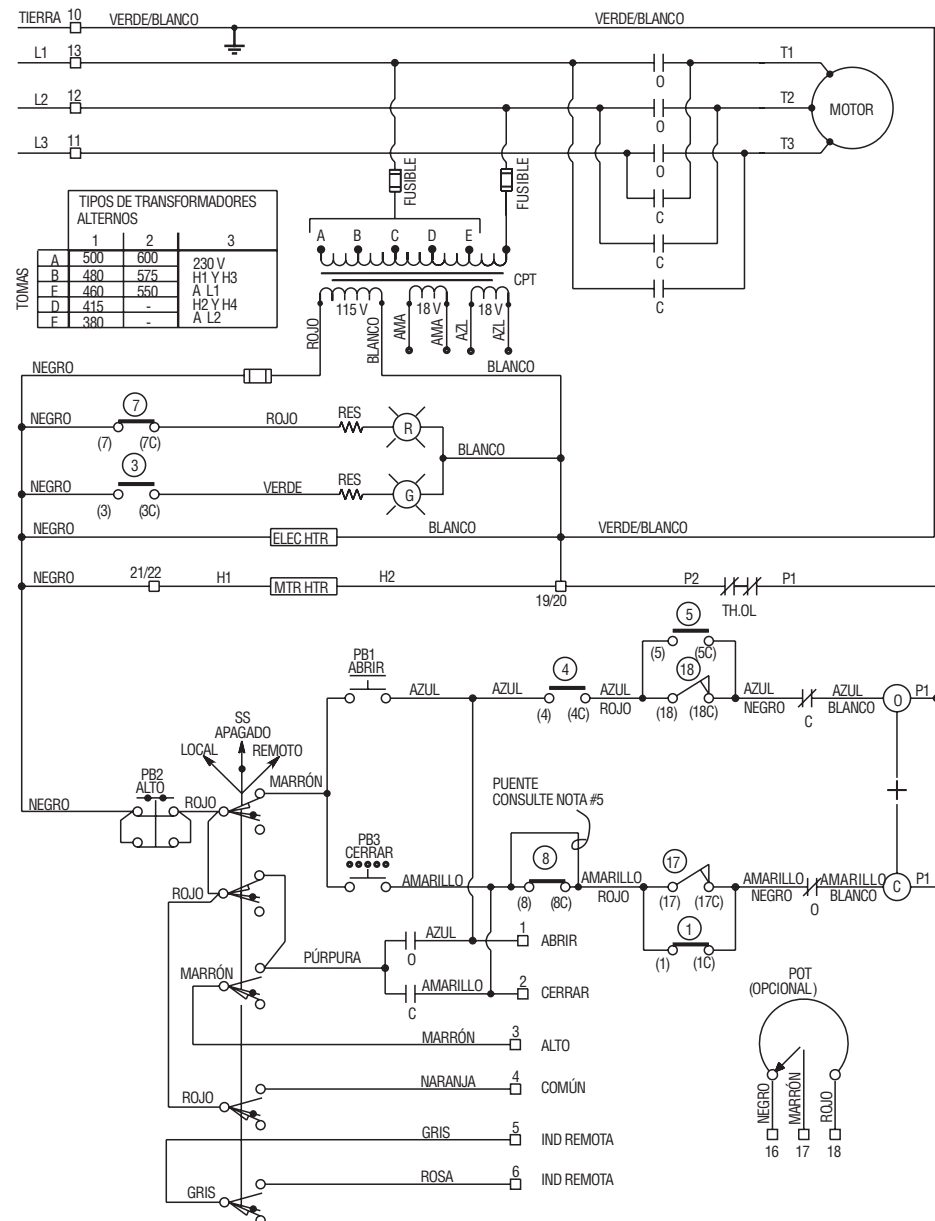 TIERRA 10 VERDE/BLANCO VERDE/BLANCO
L1 13 T1
O
L2 12 T2 MOTOR
O
L3 11 T3
O
FUSIBLE FUSIBLE
C
C
C
TIPOS DE TRANSFORMADORES
ALTERNOS
1 2 3
TOMAS
A 500 600 230 V
B 480 575 H1 Y H3
E 460 550 A L1
D 415 - H2 Y H4
F 380 - A L2
A B C D E
CPT
115 V 18 V 18 V
ROJO BLANCO AMA AMA AZL AZL
NEGRO BLANCO
7
NEGRO (7) (7C) ROJO RES R
BLANCO
3
NEGRO (3) (3C) VERDE RES G
NEGRO ELEC HTR BLANCO VERDE/BLANCO
NEGRO 21/22 H1 MTR HTR H2 19/20 P2 TH.OL P1
5
(5) (5C)
PB1
ABRIR
4 18
AZUL AZUL (4) (4C) AZUL
ROJO
(18) (18C) AZUL
NEGRO
C
AZUL
BLANCO
O P1
SS
APAGADO
LOCAL REMOTO
MARRÓN
PB2
ALTO
NEGRO ROJO
PUENTE
CONSULTE NOTA #5
PB3
CERRAR
8 17
AMARILLO (8) (8C) AMARILLO
ROJO
(17) (17C) AMARILLO
NEGRO
O
AMARILLO
BLANCO
C P1
1
(1) (1C)
ROJO
AZUL 1 ABRIR
O
PÚRPURA
MARRÓN
AMARILLO 2 CERRAR
C
MARRÓN 3 ALTO
NARANJA 4 COMÚN
ROJO
GRIS 5 IND REMOTA
ROSA 6 IND REMOTA
GRIS
POT
(OPCIONAL)
NEGRO MARRÓN ROJO
16 17 18